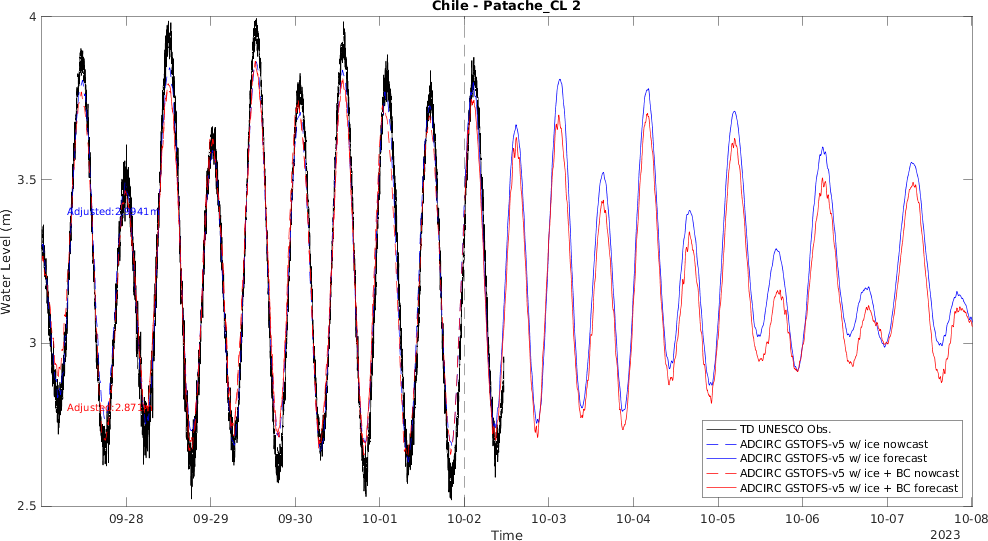 Chile - Patache_CL 2
4
3.5
3
2.5
Water Level (m)
Adjusted:2.8941m
Adjusted:2.871m
TD UNESCO Obs.
ADCIRC GSTOFS-v5 w/ ice nowcast
ADCIRC GSTOFS-v5 w/ ice forecast
ADCIRC GSTOFS-v5 w/ ice + BC nowcast
ADCIRC GSTOFS-v5 w/ ice + BC forecast
09-28 09-29 09-30 10-01 10-02 10-03 10-04 10-05 10-06 10-07 10-08
Time
2023